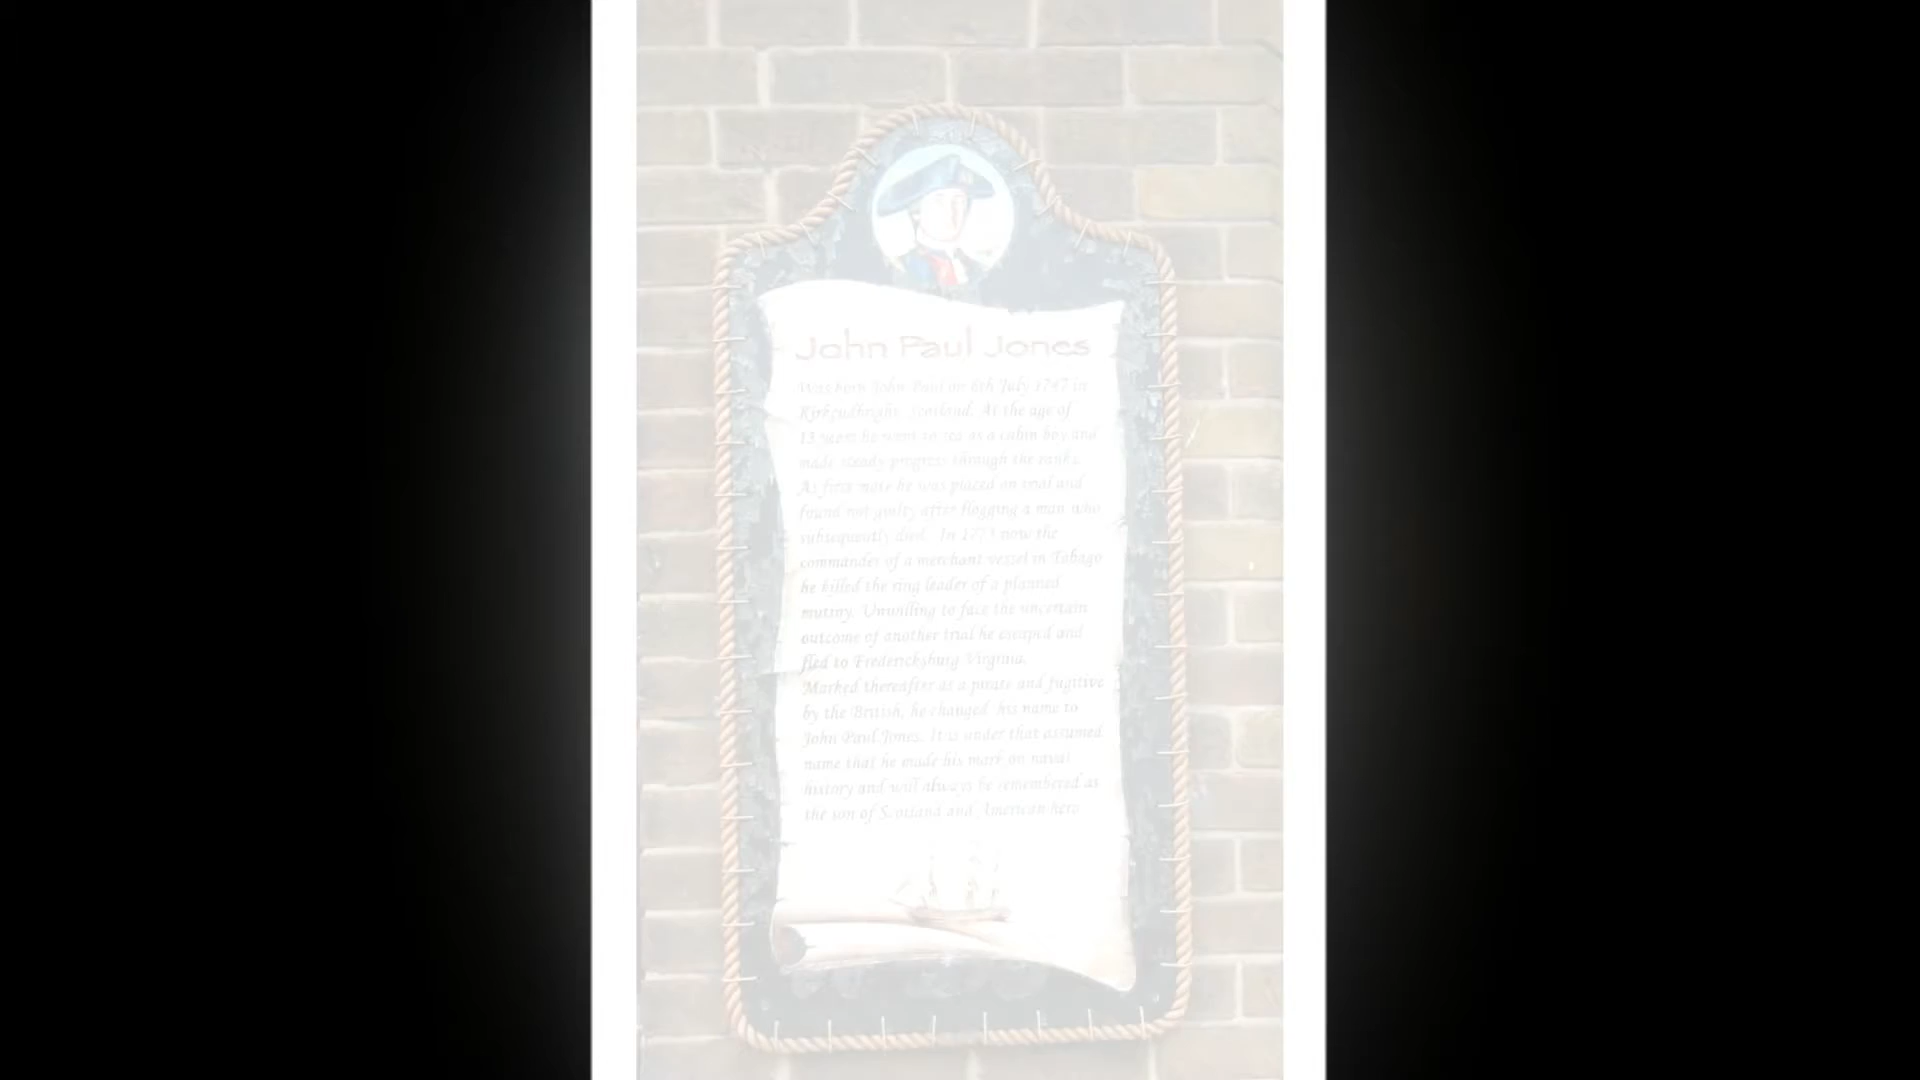 John Paul Jones
Was born John Paul on 6th July 1747 in
Kirkcudbright, Scotland. At the age of
13 years he went to sea as a cabin boy and
made steady progress through the ranks.
As first mate he was placed on trial and
found not guilty after flogging a man who
subsequently died. In 1773 now the
commander of a merchant vessel in Tobago
he killed the ring leader of a planned
mutiny. Unwilling to face the uncertain
outcome of another trial he escaped and
fled to Fredericksburg Virginia.
Marked thereafter as a pirate and fugitive
by the British, he changed his name to
John Paul Jones. It is under that assumed
name that he made his mark on naval
history and will always be remembered as
the son of Scotland and American hero